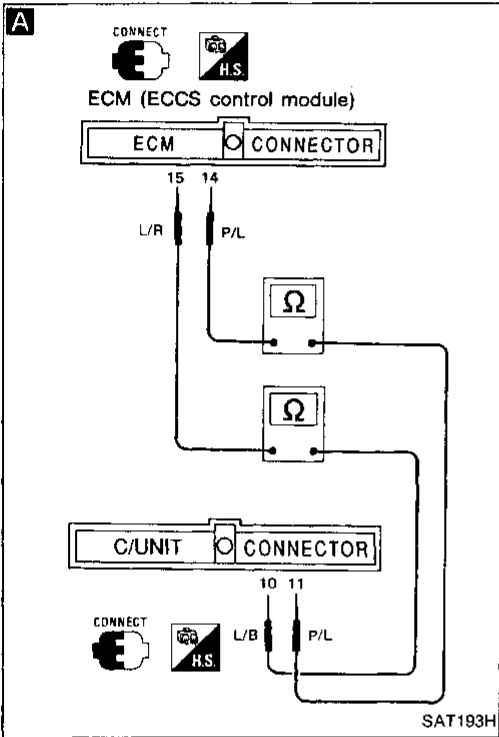 A
CONNECT
H.S.
ECM (ECCS control module)
ECM CONNECTOR
15 14
L/R P/L
Ω
Ω
C/UNIT CONNECTOR
10 11
CONNECT
H.S.
L/B P/L
SAT193H